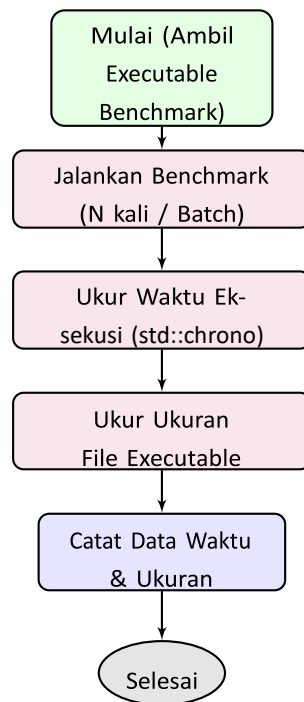 Mulai (Ambil
Executable
Benchmark)
Jalankan Benchmark
(N kali / Batch)
Ukur Waktu Ek-
sekusi (std::chrono)
Ukur Ukuran
File Executable
Catat Data Waktu
& Ukuran
Selesai